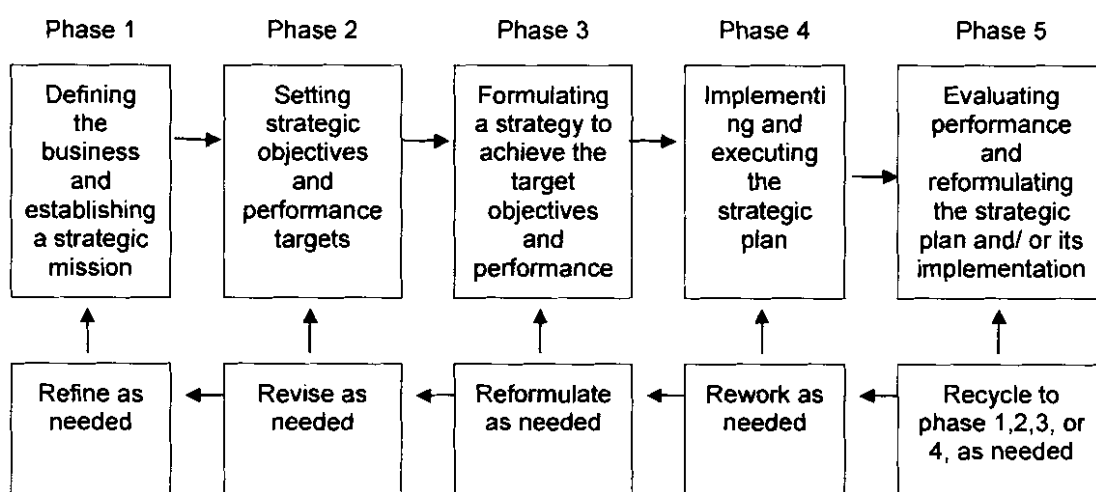 Phase 1
Phase 2
Phase 3
Phase 4
Phase 5
Defining
the
business
and
establishing
a strategic
mission
Setting
strategic
objectives
and
performance
targets
Formulating
a strategy to
achieve the
target
objectives
and
performance
Implementi
ng and
executing
the
strategic
plan
Evaluating
performance
and
reformulating
the strategic
plan and/ or its
implementation
Refine as
needed
Revise as
needed
Reformulate
as needed
Rework as
needed
Recycle to
phase 1,2,3, or
4, as needed